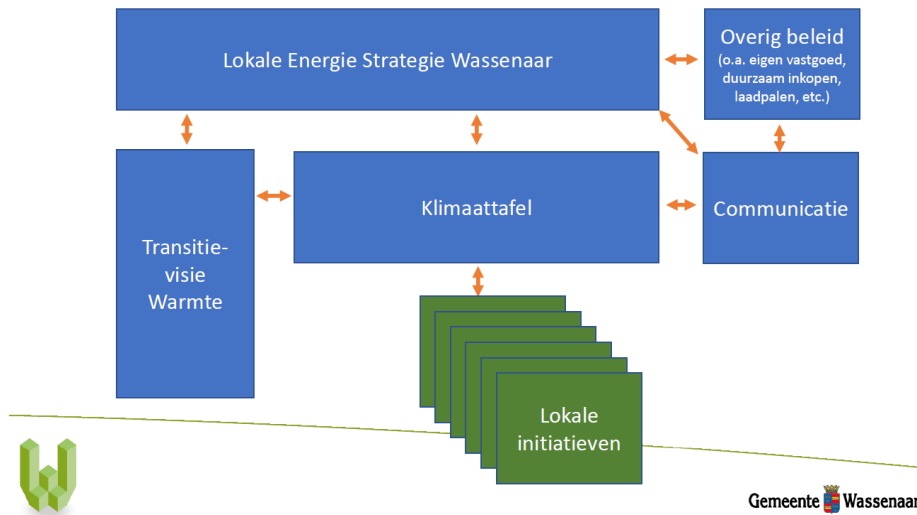 Lokale Energie Strategie Wassenaar
Overig beleid
(o.a. eigen vastgoed,
duurzaam inkopen,
laadpalen, etc.)
Transitie-
visie
Warmte
Klimaattafel
Communicatie
Lokale
initiatieven
Gemeente Wassenaar